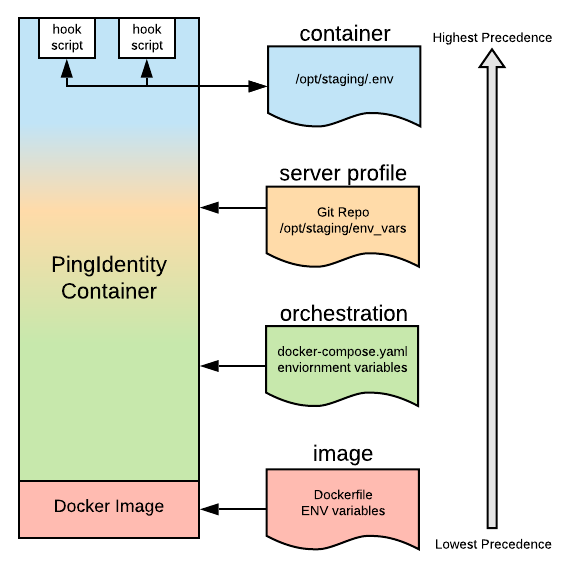 hook
script
hook
script
container
/opt/staging/.env
Highest Precedence
server profile
Git Repo
/opt/staging/env_vars
PingIdentity
Container
orchestration
docker-compose.yaml
enviornment variables
image
Docker Image
Dockerfile
ENV variables
Lowest Precedence